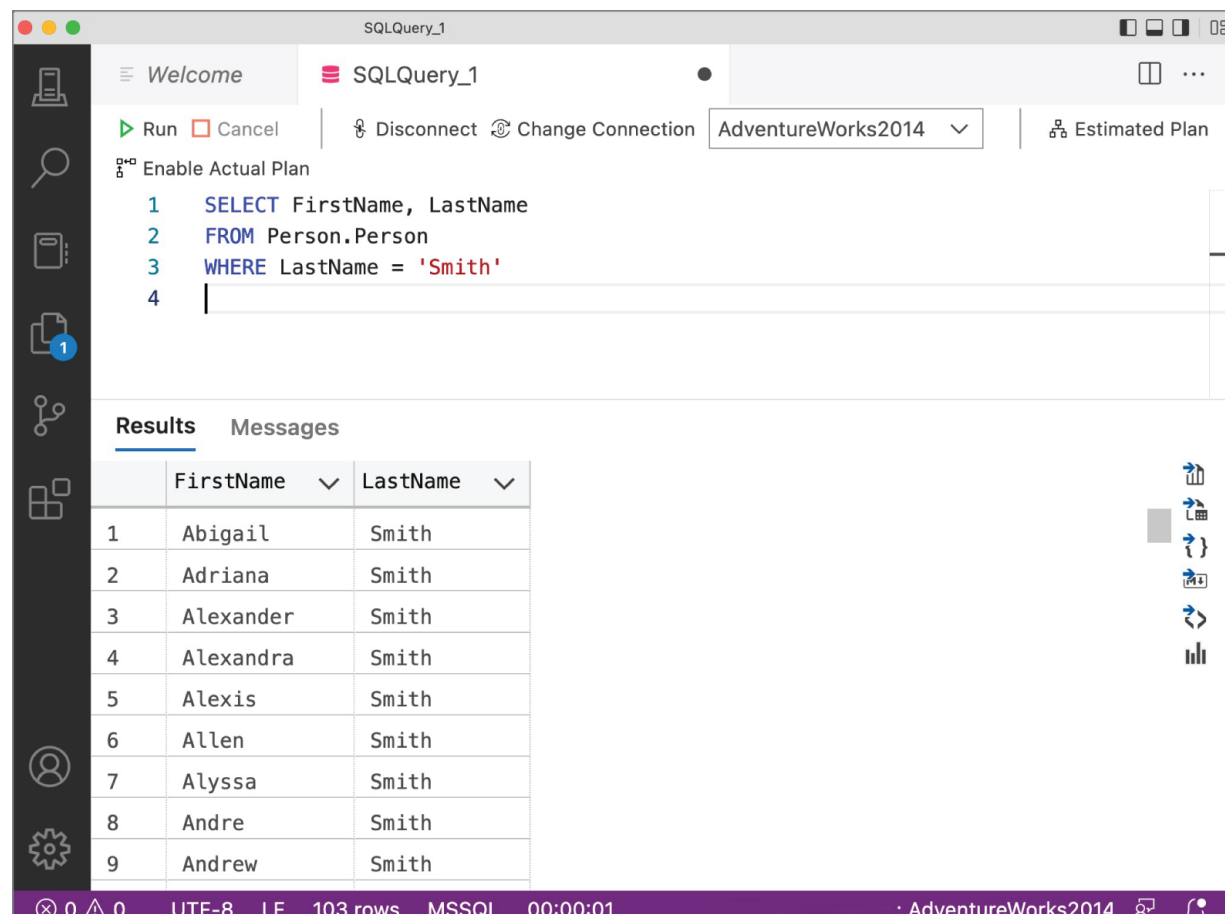 SQLQuery_1
Welcome
SQLQuery_1
Run Cancel Disconnect Change Connection AdventureWorks2014 Estimated Plan
Enable Actual Plan
1 SELECT FirstName, LastName
2 FROM Person.Person
3 WHERE LastName = 'Smith'
4
1
Results Messages
FirstName LastName
1 Abigail Smith
2 Adriana Smith
3 Alexander Smith
4 Alexandra Smith
5 Alexis Smith
6 Allen Smith
7 Alyssa Smith
8 Andre Smith
9 Andrew Smith
0 0 UTF-8 LF 103 rows MSSQL 00:00:01 : AdventureWorks2014